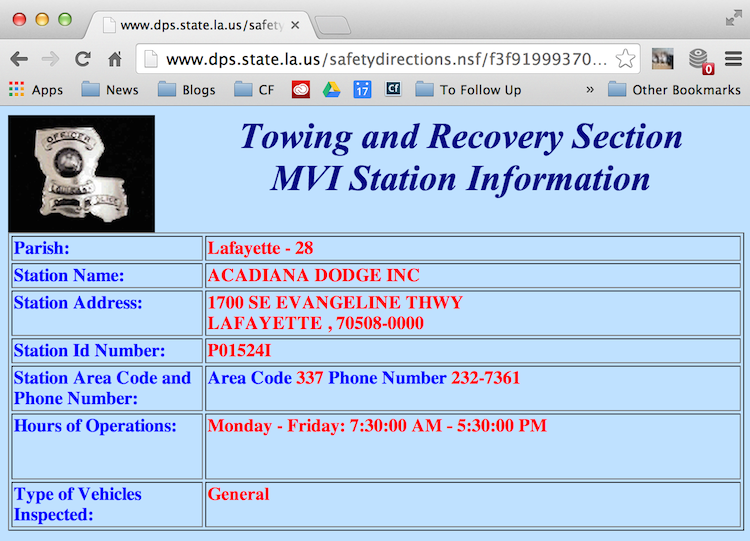 www.dps.state.la.us/safety
www.dps.state.la.us/safetydirections.nsf/f3f91999370...
0
Apps News Blogs CF 17 Cf To Follow Up » Other Bookmarks
OFFICER
Towing and Recovery Section
MVI Station Information
Parish: Lafayette - 28
Station Name: ACADIANA DODGE INC
Station Address: 1700 SE EVANGELINE THWY
LAFAYETTE , 70508-0000
Station Id Number: P01524I
Station Area Code and Area Code 337 Phone Number 232-7361
Phone Number:
Hours of Operations: Monday - Friday: 7:30:00 AM - 5:30:00 PM
Type of Vehicles General
Inspected: